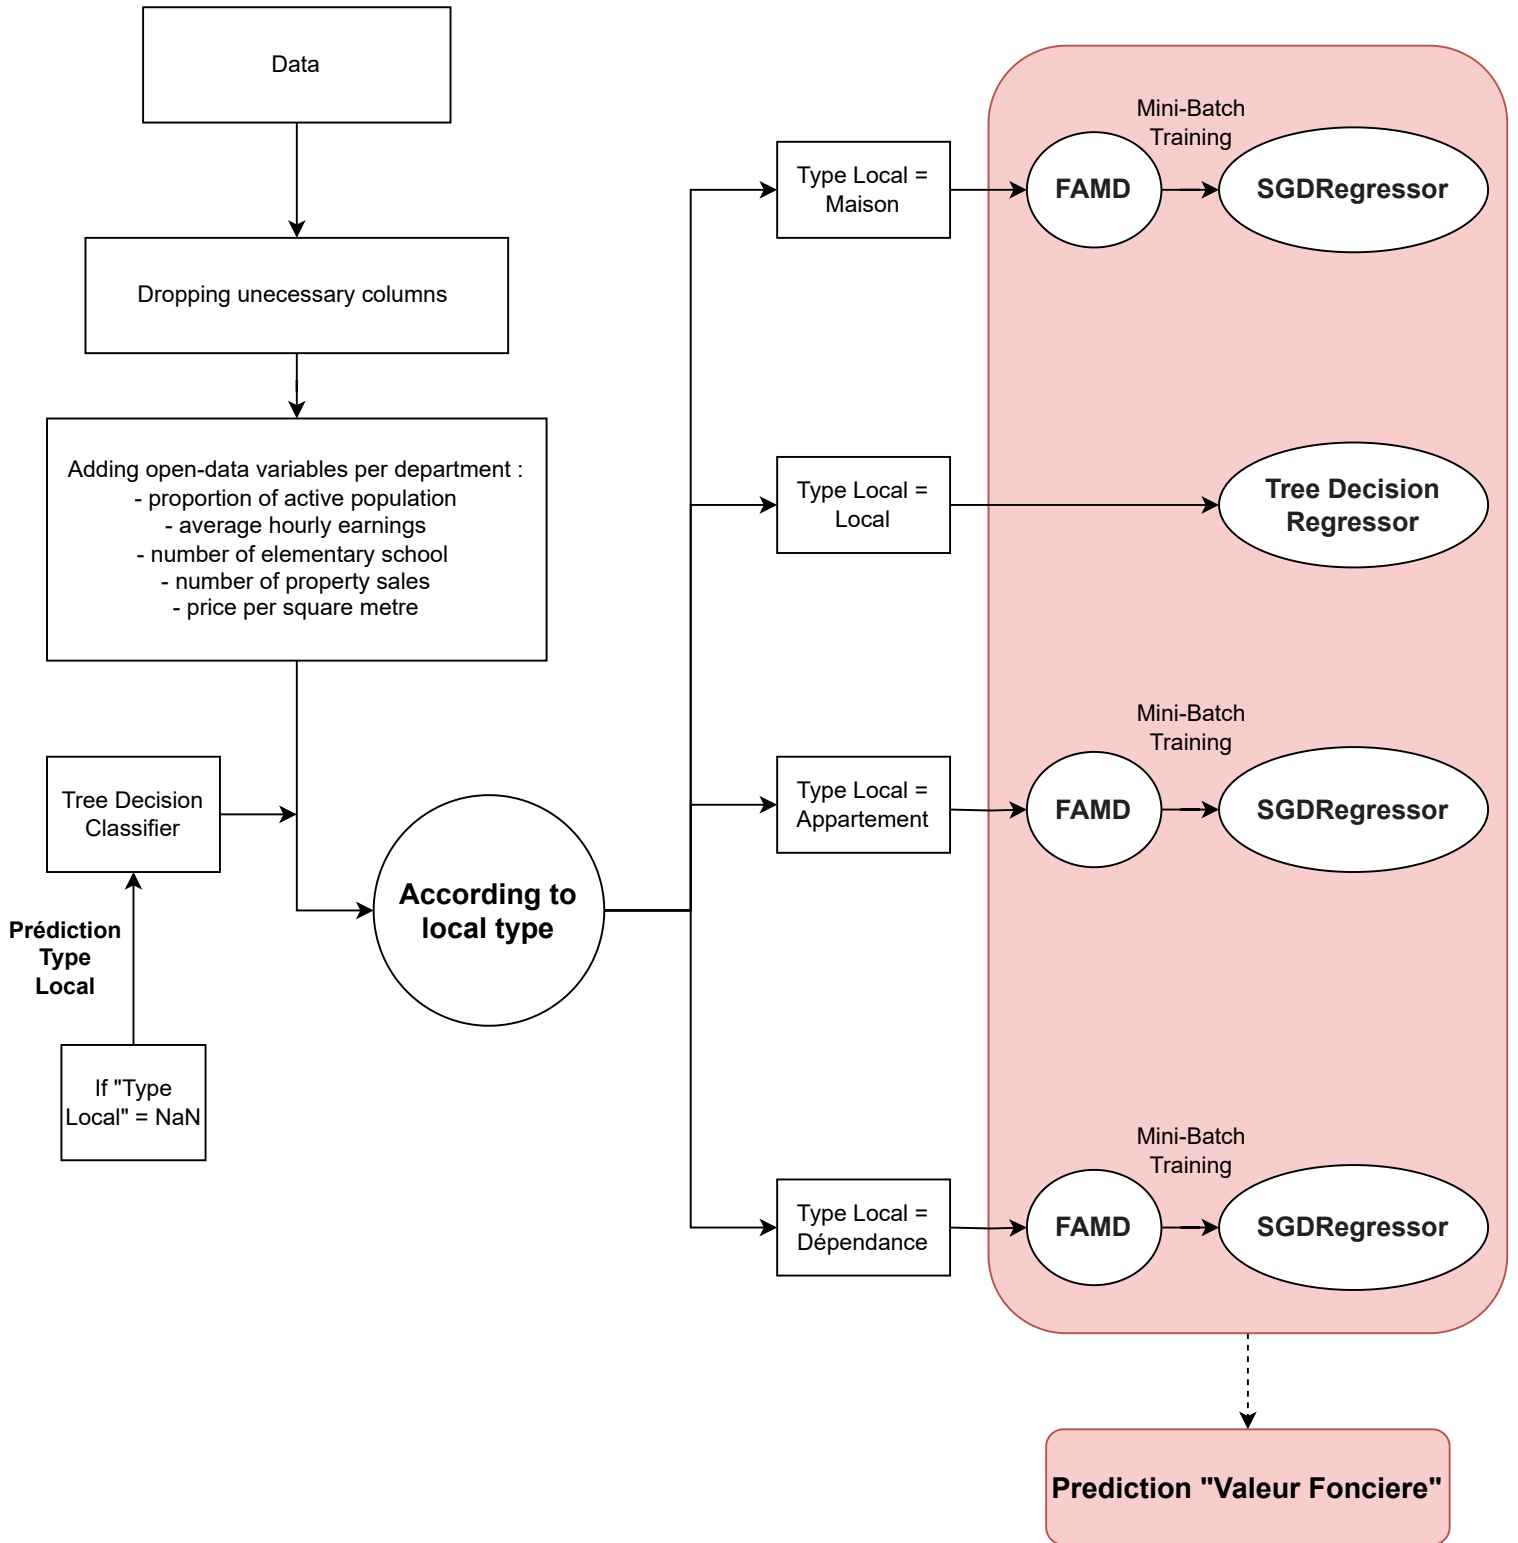 Data
Dropping unecessary columns
Adding open-data variables per department :
- proportion of active population
- average hourly earnings
- number of elementary school
- number of property sales
- price per square metre
Tree Decision
Classifier
Prédiction
Type
Local
If "Type
Local" = NaN
According to
local type
Type Local =
Maison
FAMD
Mini-Batch
Training
SGDRegressor
Type Local =
Local
Tree Decision
Regressor
Type Local =
Appartement
FAMD
Mini-Batch
Training
SGDRegressor
Type Local =
Dépendance
FAMD
Mini-Batch
Training
SGDRegressor
Prediction "Valeur Fonciere"